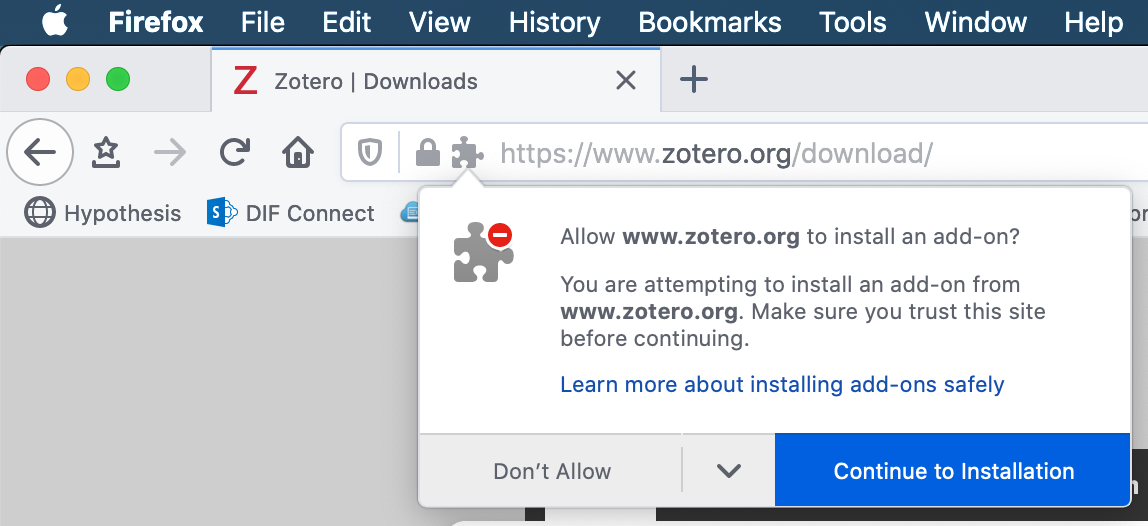 Firefox File Edit View History Bookmarks Tools Window Help
Z Zotero | Downloads
https://www.zotero.org/download/
Hypothesis S DIF Connect
Allow www.zotero.org to install an add-on?
You are attempting to install an add-on from
www.zotero.org. Make sure you trust this site
before continuing.
Learn more about installing add-ons safely
Don’t Allow Continue to Installation